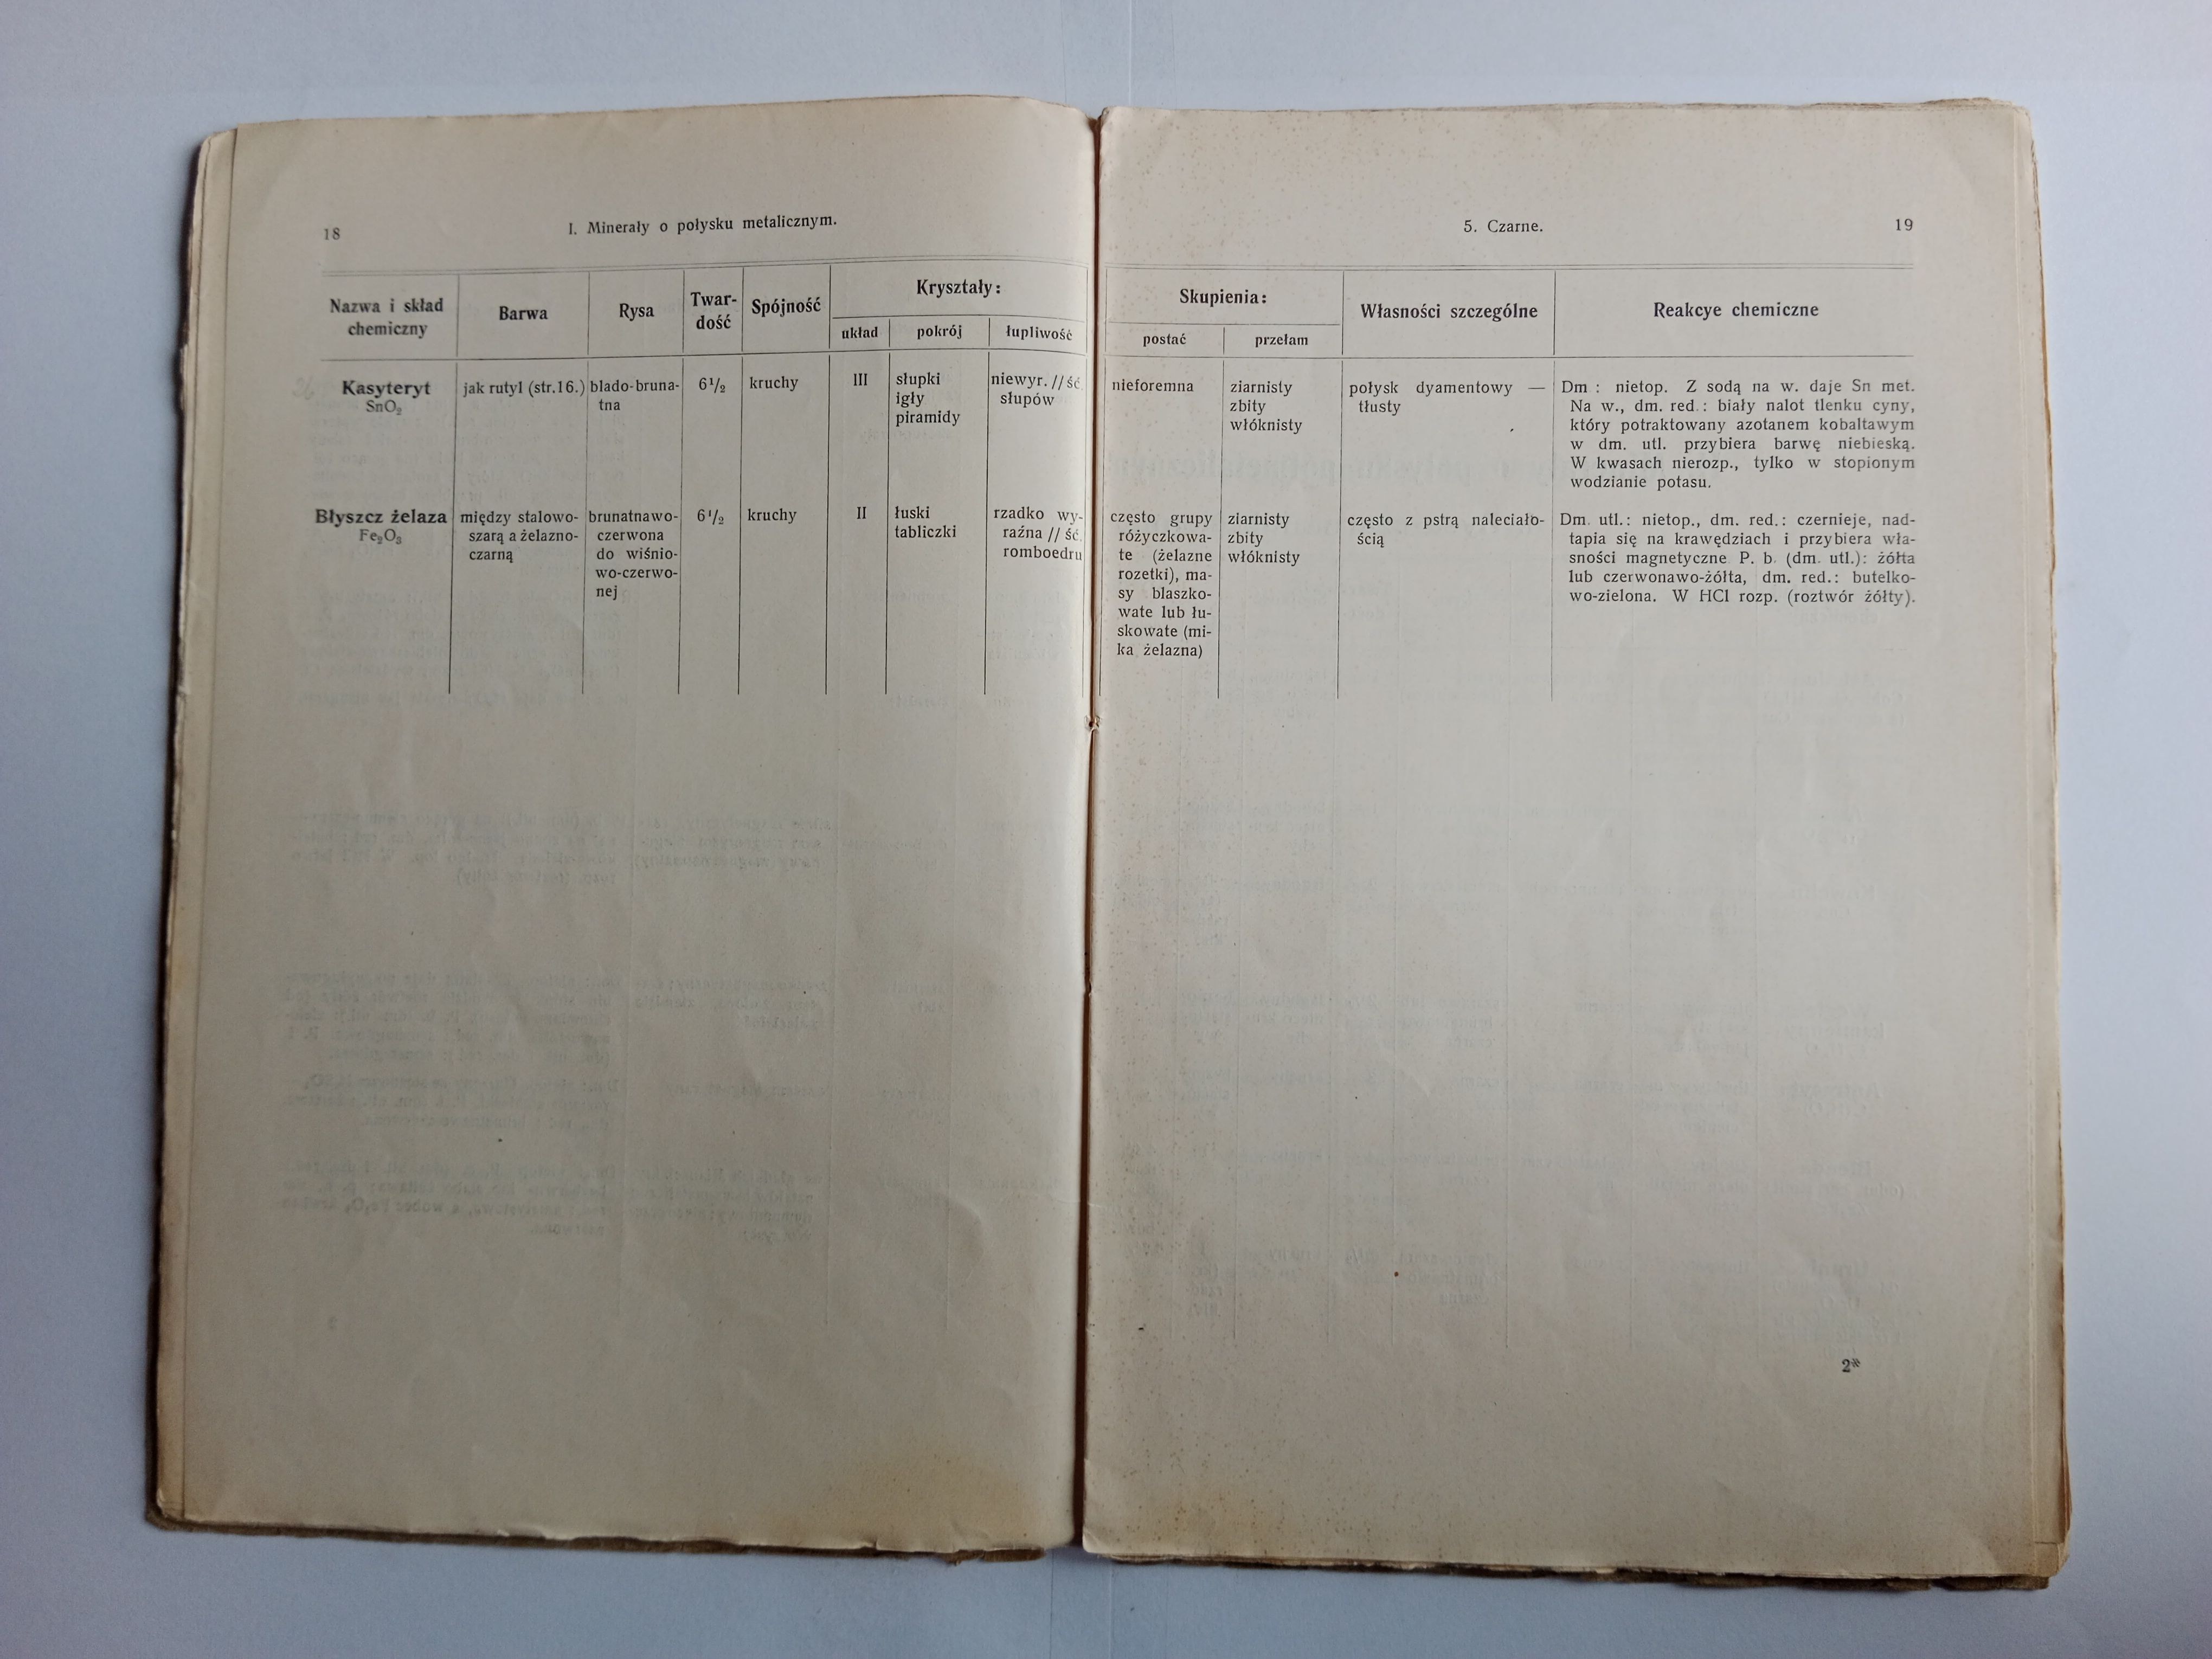 18
I. Minerały o połysku metalicznym.
Nazwa i skład
chemiczny
Barwa
Rysa
Twar-
dość
Spójność
Kryształy:
układ
pokrój
łupliwość
Kasyteryt
SnO₂
jak rutyl (str.16.)
blado-bruna-
tna
6¹/₂
kruchy
III
słupki
igły
piramidy
niewyr. // ść.
słupów
Błyszcz żelaza
Fe₂O₃
między stalowo-
szarą a żelazno-
czarną
brunatnawo-
czerwona
do wiśnio-
wo-czerwo-
nej
6¹/₂
kruchy
II
łuski
tabliczki
rzadko wy-
raźna // ść.
romboedru
5. Czarne.
19
Skupienia:
postać
przełam
Własności szczególne
Reakcye chemiczne
nieforemna
ziarnisty
zbity
włóknisty
połysk dyamentowy —
tłusty
Dm.: nietop. Z sodą na w. daje Sn met.
Na w., dm. red.: biały nalot tlenku cyny,
który potraktowany azotanem kobaltawym
w dm. utl. przybiera barwę niebieską.
W kwasach nierozp., tylko w stopionym
wodzianie potasu.
często grupy
różyczkowa-
te (żelazne
rozetki), ma-
sy blaszko-
wate lub łu-
skowate (mi-
ka żelazna)
ziarnisty
zbity
włóknisty
często z pstrą naleciało-
ścią
Dm. utl.: nietop., dm. red.: czernieje, nad-
tapia się na krawędziach i przybiera wła-
sności magnetyczne P. b. (dm. utl.): żółta
lub czerwonawo-żółta, dm. red.: butelko-
wo-zielona. W HCl rozp. (roztwór żółty).
2*